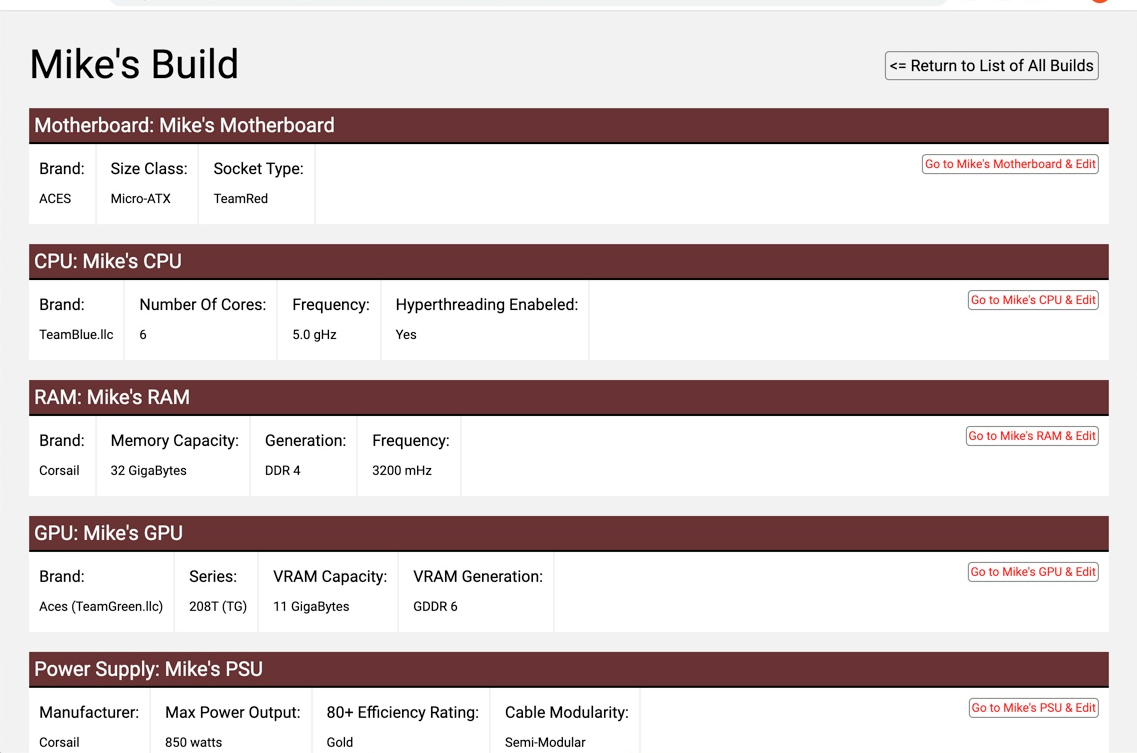 Mike's Build
<= Return to List of All Builds
Motherboard: Mike's Motherboard
Brand: Size Class: Socket Type: Go to Mike's Motherboard & Edit
ACES Micro-ATX TeamRed
CPU: Mike's CPU
Brand: Number Of Cores: Frequency: Hyperthreading Enabeled: Go to Mike's CPU & Edit
TeamBlue.llc 6 5.0 gHz Yes
RAM: Mike's RAM
Brand: Memory Capacity: Generation: Frequency: Go to Mike's RAM & Edit
Corsail 32 GigaBytes DDR 4 3200 mHz
GPU: Mike's GPU
Brand: Series: VRAM Capacity: VRAM Generation: Go to Mike's GPU & Edit
Aces (TeamGreen.llc) 208T (TG) 11 GigaBytes GDDR 6
Power Supply: Mike's PSU
Manufacturer: Max Power Output: 80+ Efficiency Rating: Cable Modularity: Go to Mike's PSU & Edit
Corsail 850 watts Gold Semi-Modular